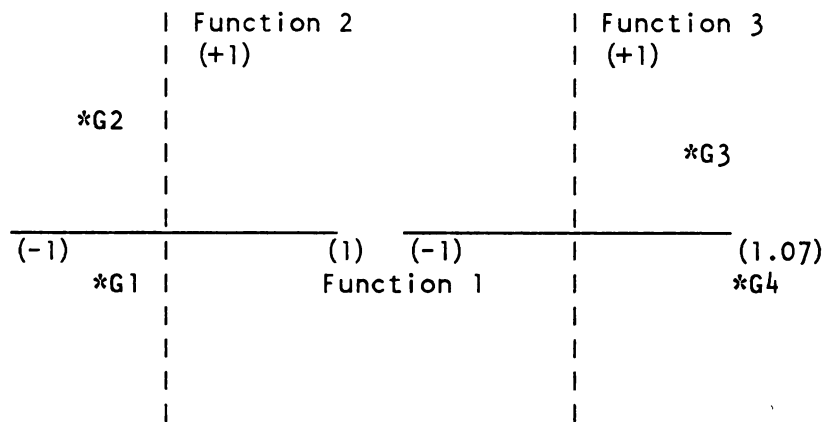 Function 2 Function 3
(+1) (+1)
*G2
*G3
(-1) (1) (-1) (1.07)
*G1 Function 1 *G4